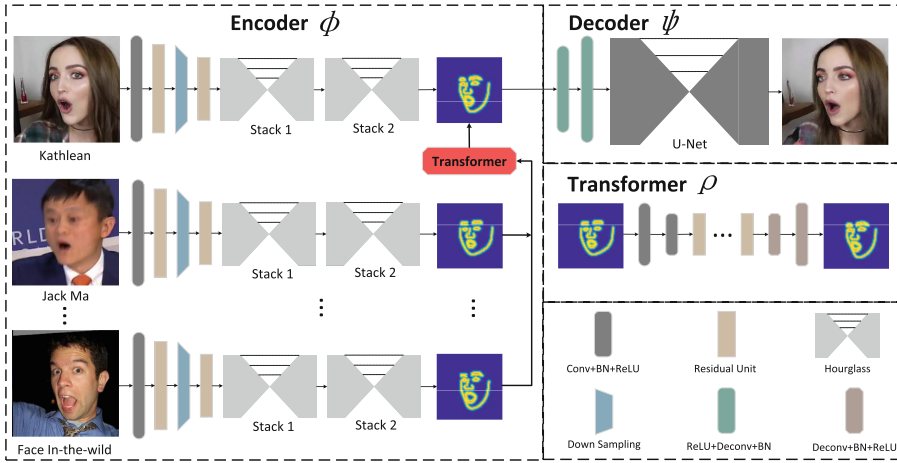 Encoder ϕ
Kathlean
Stack 1
Stack 2
Transformer
Jack Ma
Stack 1
Stack 2
Face In-the-wild
Stack 1
Stack 2
Decoder ψ
U-Net
Transformer ρ
Conv+BN+ReLU
Residual Unit
Hourglass
Down Sampling
ReLU+Deconv+BN
Deconv+BN+ReLU